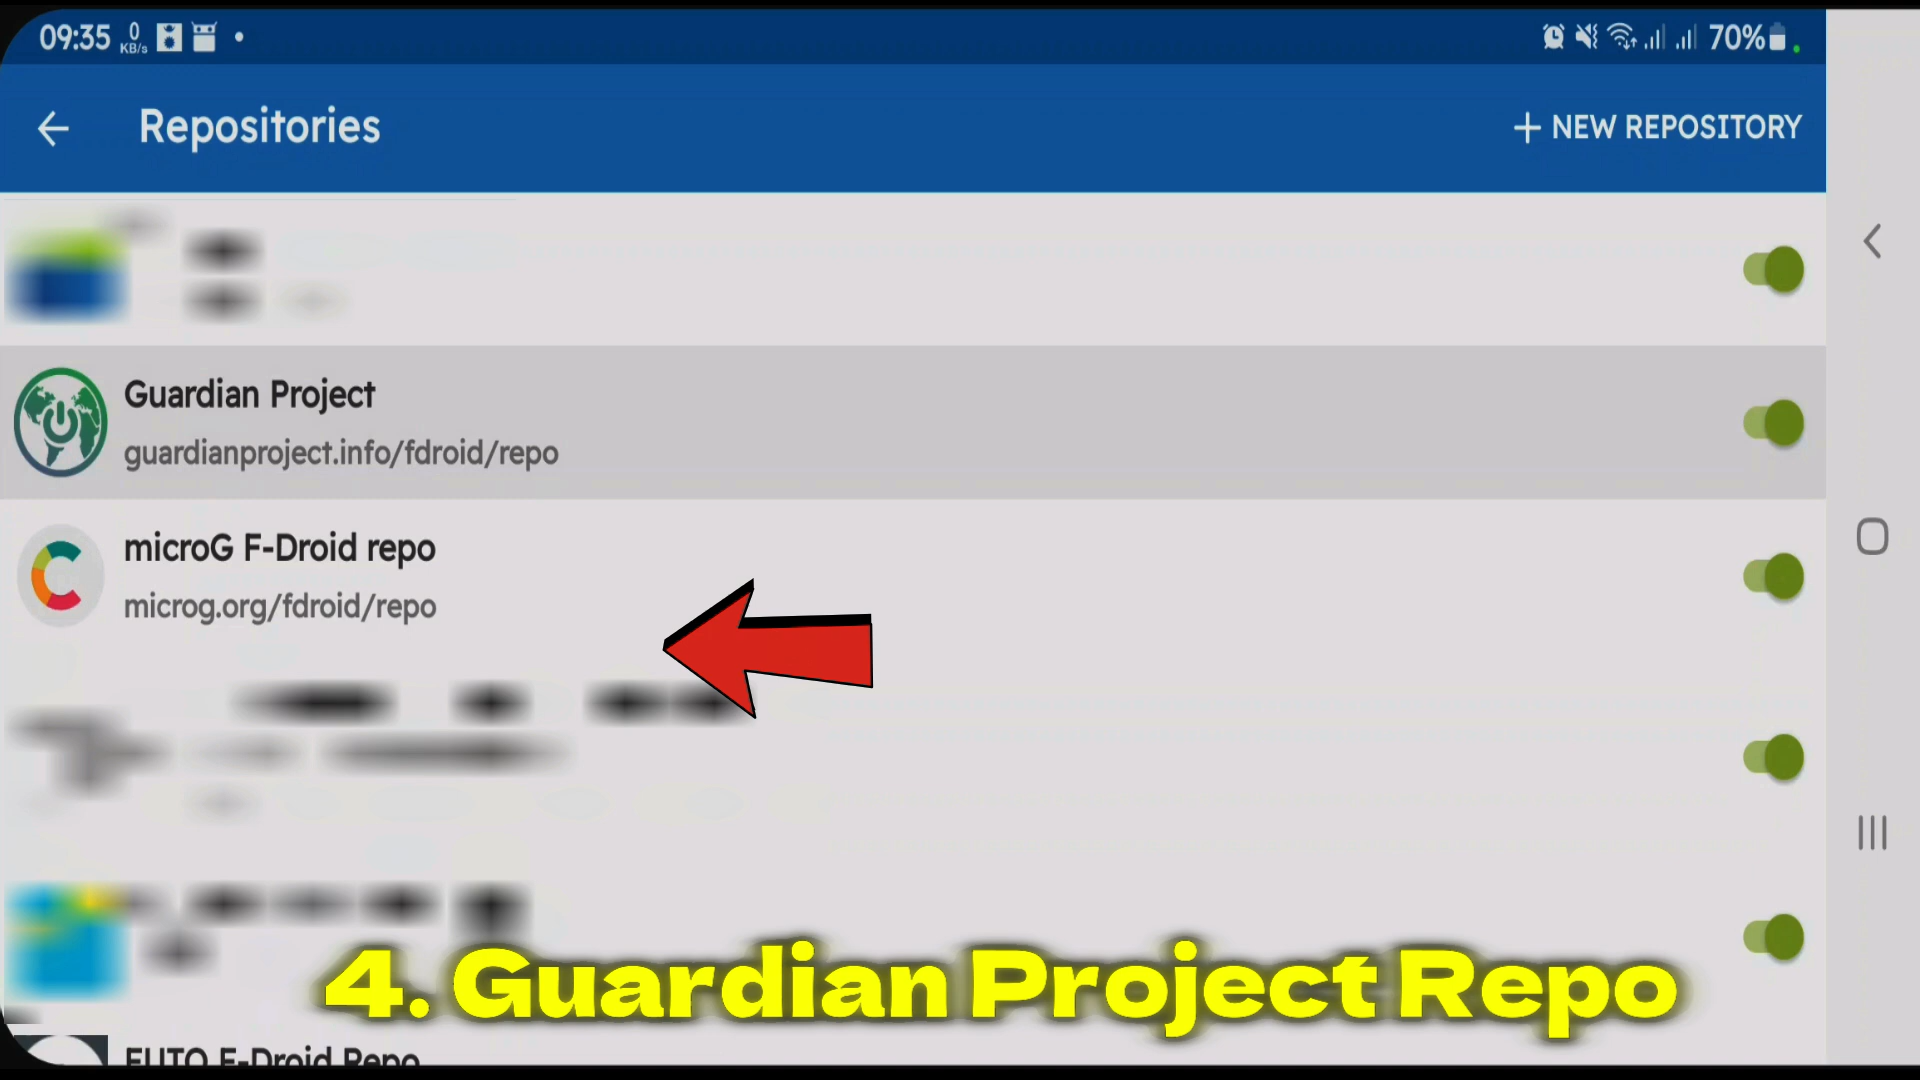 09:35 0 KB/s 70%
Repositories
+ NEW REPOSITORY
Guardian Project
guardianproject.info/fdroid/repo
microG F-Droid repo
microg.org/fdroid/repo
4. Guardian Project Repo
FUTO F-Droid Repo